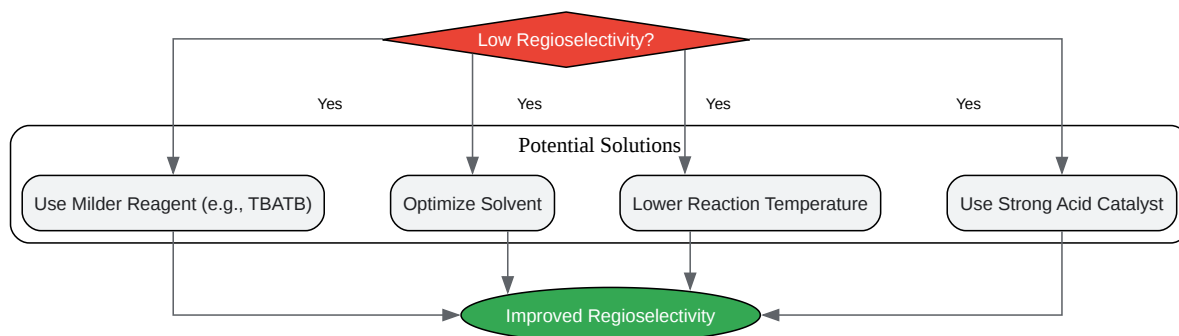 Low Regioselectivity?
Yes
Yes
Yes
Yes
Potential Solutions
Use Milder Reagent (e.g., TBATB)
Optimize Solvent
Lower Reaction Temperature
Use Strong Acid Catalyst
Improved Regioselectivity